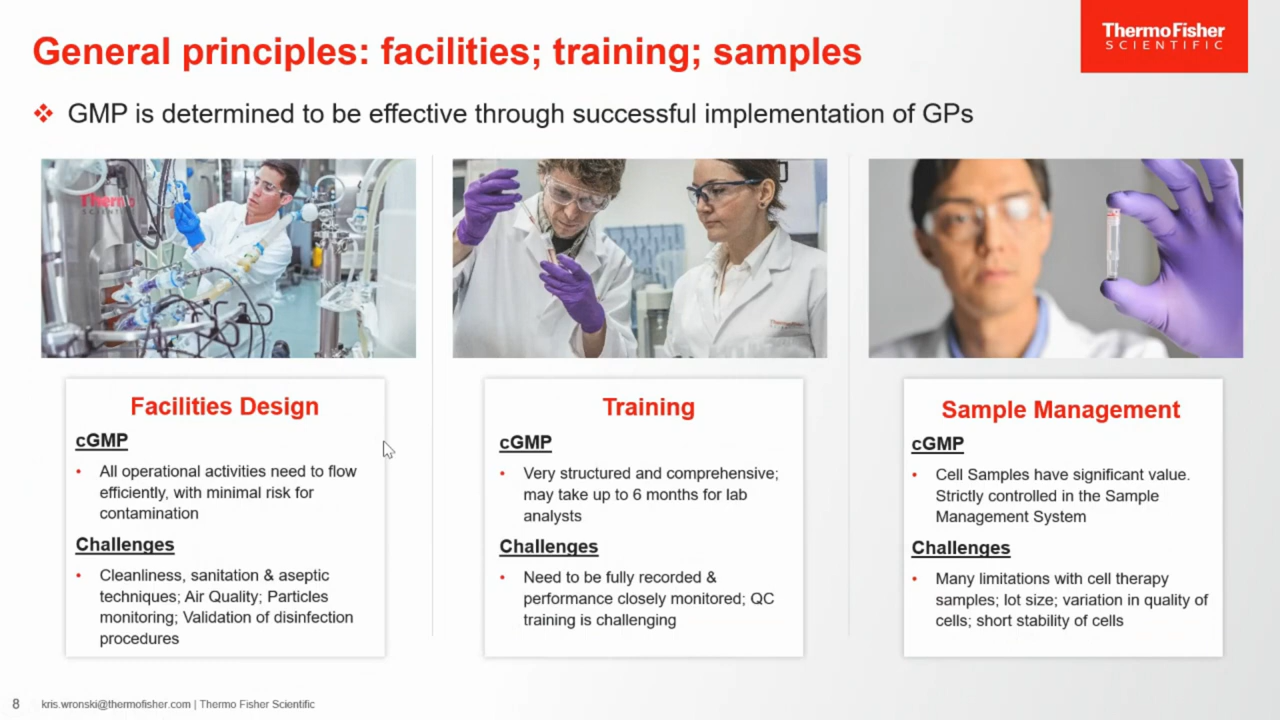 General principles: facilities; training; samples
ThermoFisher
SCIENTIFIC
GMP is determined to be effective through successful implementation of GPs
Facilities Design
cGMP
• All operational activities need to flow
efficiently, with minimal risk for
contamination
Challenges
• Cleanliness, sanitation & aseptic
techniques; Air Quality; Particles
monitoring; Validation of disinfection
procedures
Training
cGMP
• Very structured and comprehensive;
may take up to 6 months for lab
analysts
Challenges
• Need to be fully recorded &
performance closely monitored; QC
training is challenging
Sample Management
cGMP
• Cell Samples have significant value.
Strictly controlled in the Sample
Management System
Challenges
• Many limitations with cell therapy
samples; lot size; variation in quality of
cells; short stability of cells
8 kris.wronski@thermofisher.com | Thermo Fisher Scientific